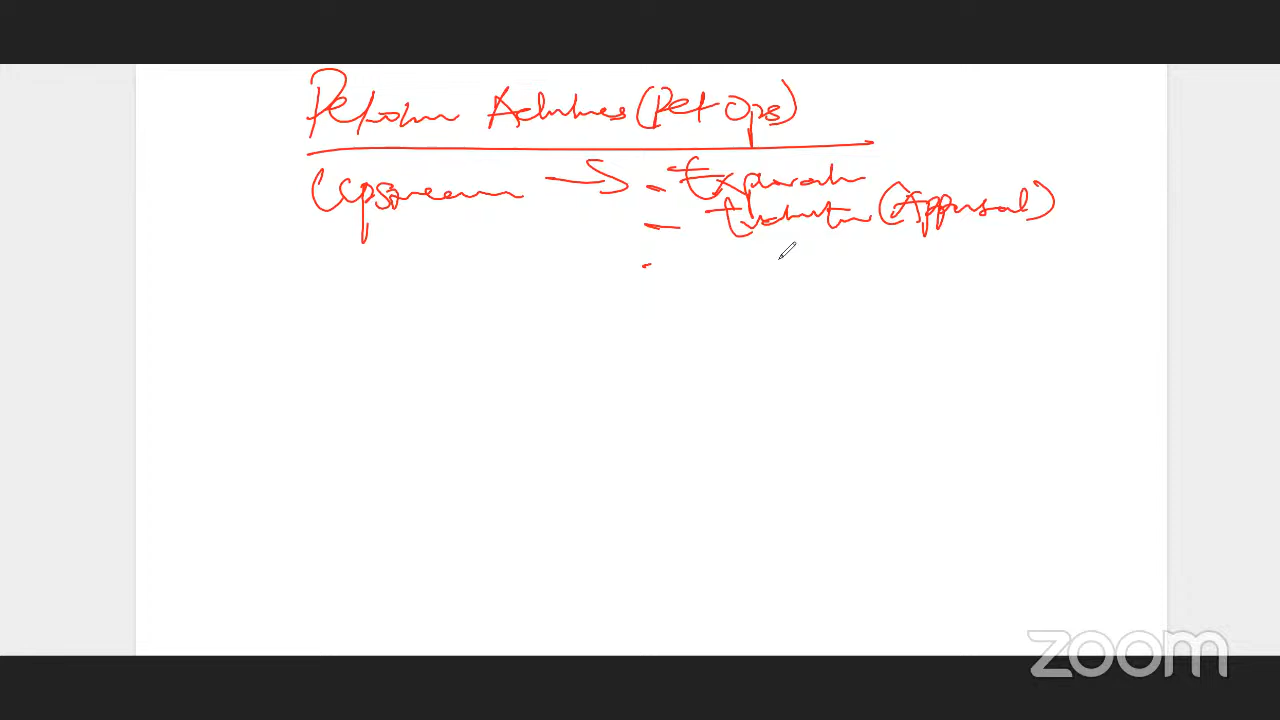 Petroleum Activities (Pet Ops)
Upstream → - Exploration
- Evaluation (Appraisal)
-
zoom